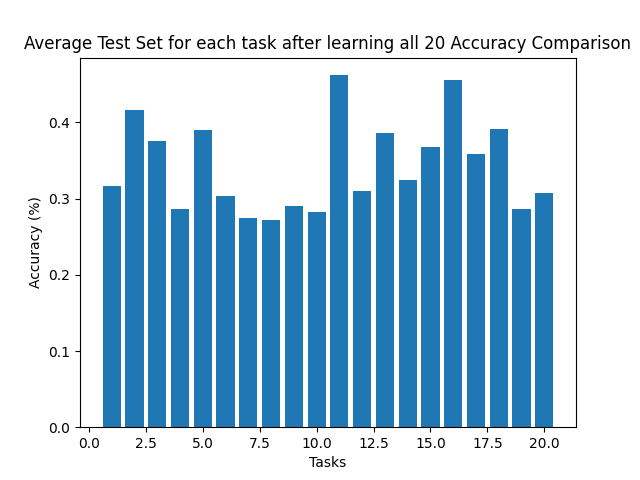 Average Test Set for each task after learning all 20 Accuracy Comparison
Accuracy (%)
0.4
0.3
0.2
0.1
0.0
0.0 2.5 5.0 7.5 10.0 12.5 15.0 17.5 20.0
Tasks